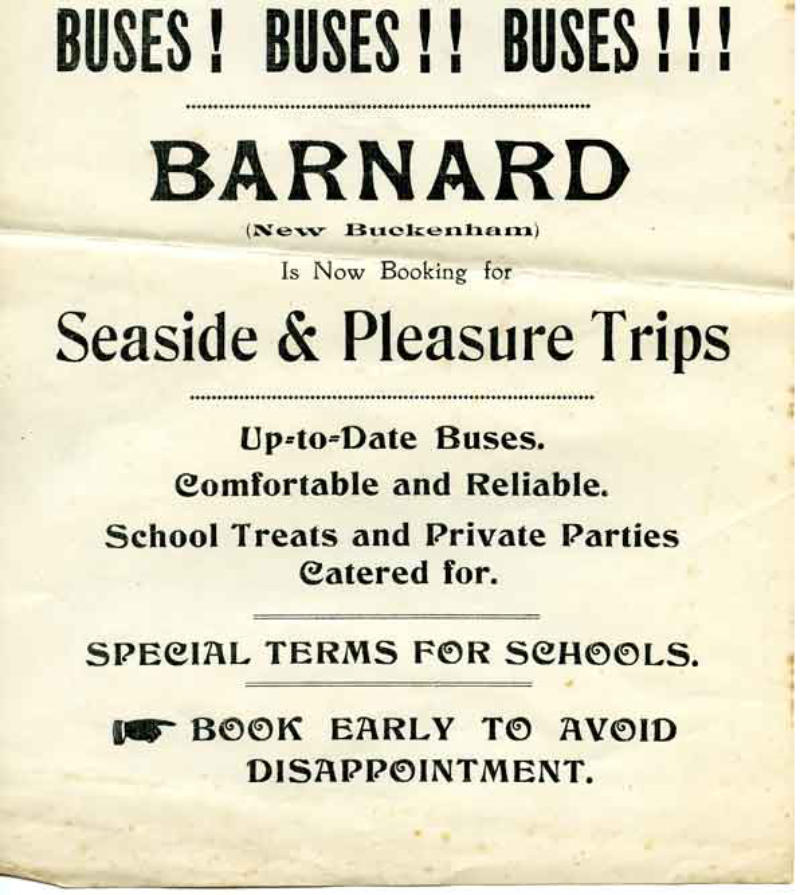 BUSES! BUSES!! BUSES!!!
BARNARD
(New Buckenham)
Is Now Booking for
Seaside & Pleasure Trips
Up-to-Date Buses.
Comfortable and Reliable.
School Treats and Private Parties
Catered for.
SPECIAL TERMS FOR SCHOOLS.
BOOK EARLY TO AVOID
DISAPPOINTMENT.